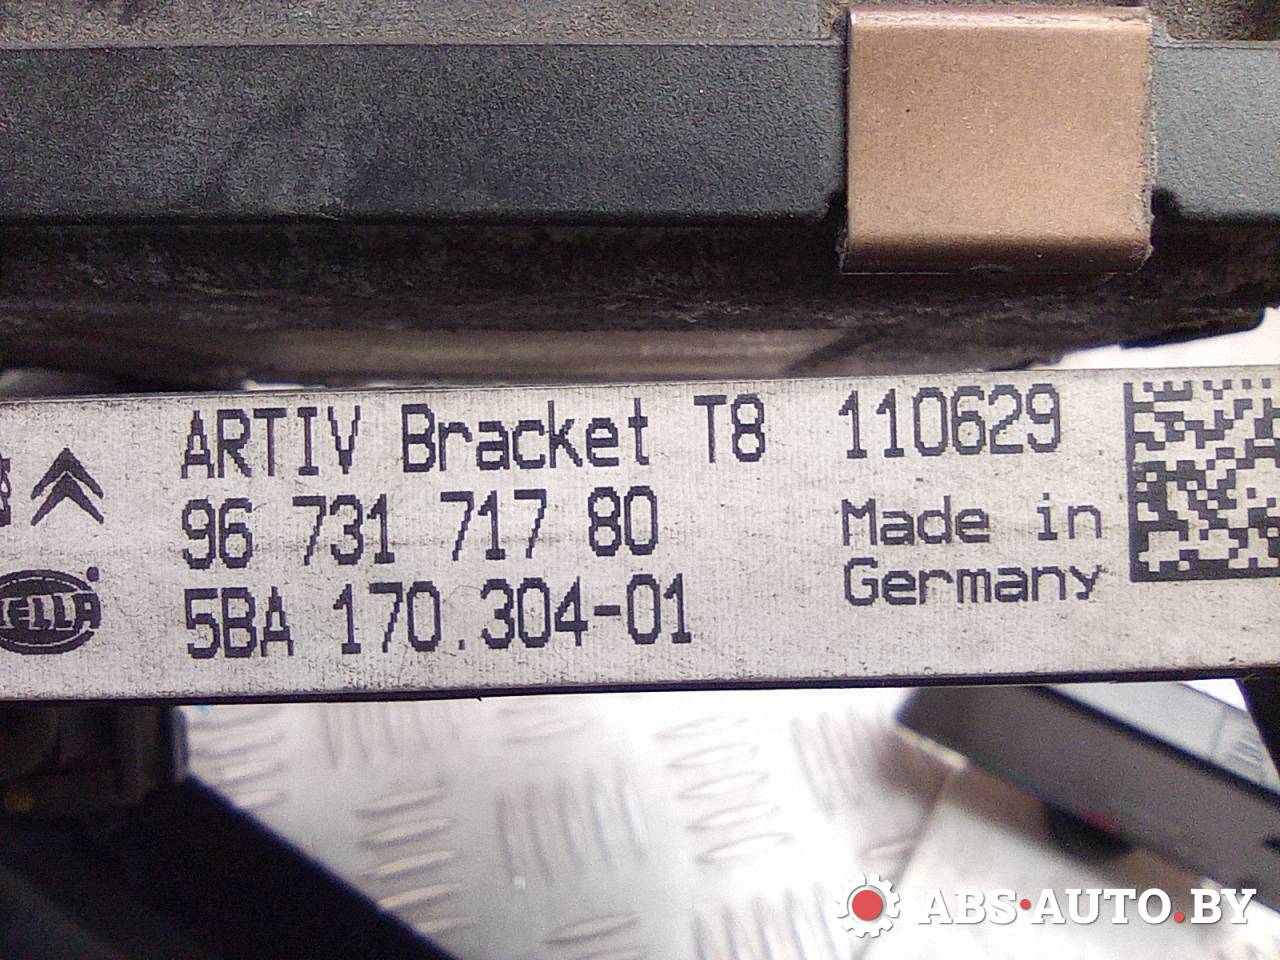 ARTIV Bracket T8 110629
96 731 717 80
Made in
Germany
5BA 170.304-01
HELLA
ABS·AUTO.BY